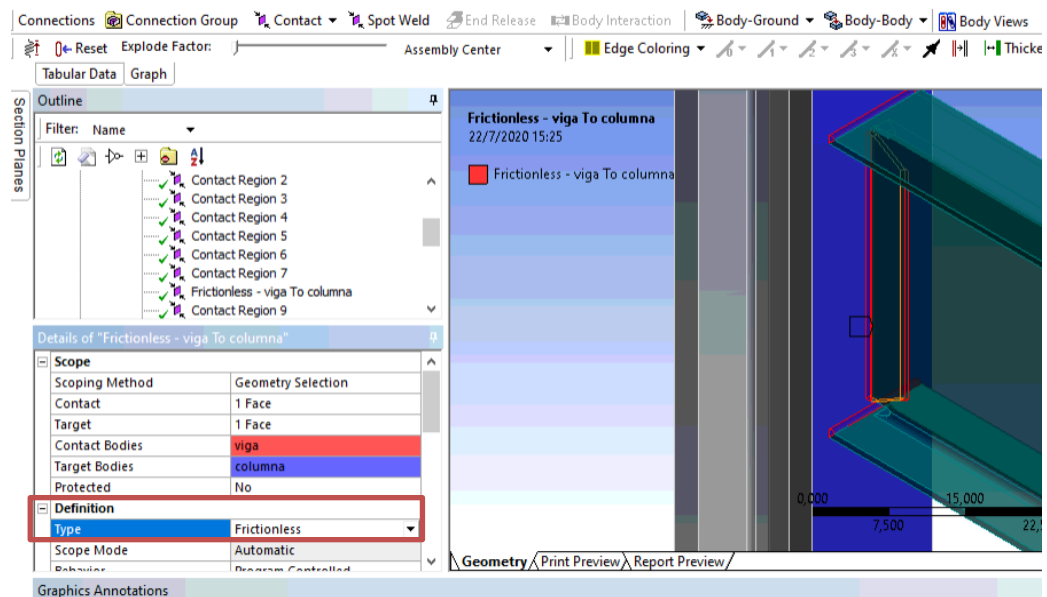 Connections Connection Group Contact Spot Weld End Release Body Interaction Body-Ground Body-Body Body Views
Reset Explode Factor: Assembly Center Edge Coloring Thicke
Tabular Data Graph
Section Planes
Outline
Filter: Name
Contact Region 2
Contact Region 3
Contact Region 4
Contact Region 5
Contact Region 6
Contact Region 7
Frictionless - viga To columna
Contact Region 9
Details of "Frictionless - viga To columna"
Scope
Scoping Method Geometry Selection
Contact 1 Face
Target 1 Face
Contact Bodies viga
Target Bodies columna
Protected No
Definition
Type Frictionless
Scope Mode Automatic
Behavior Program Controlled
Frictionless - viga To columna
22/7/2020 15:25
Frictionless - viga To columna
0,000 15,000
7,500 22,
Geometry Print Preview Report Preview
Graphics Annotations